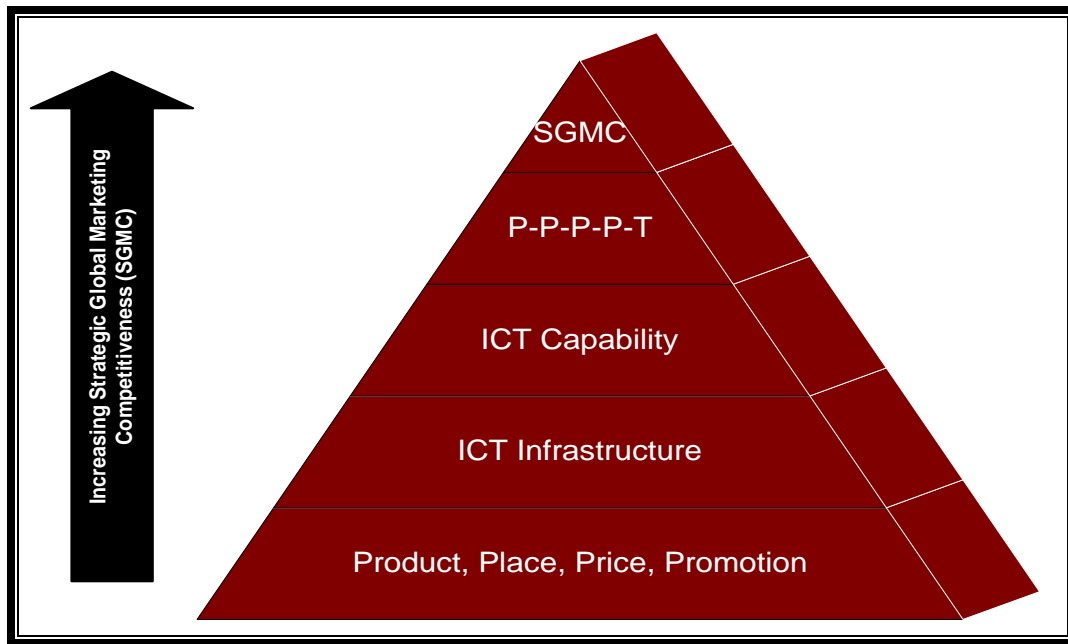 Increasing Strategic Global Marketing
Competitiveness (SGMC)
SGMC
P-P-P-P-T
ICT Capability
ICT Infrastructure
Product, Place, Price, Promotion